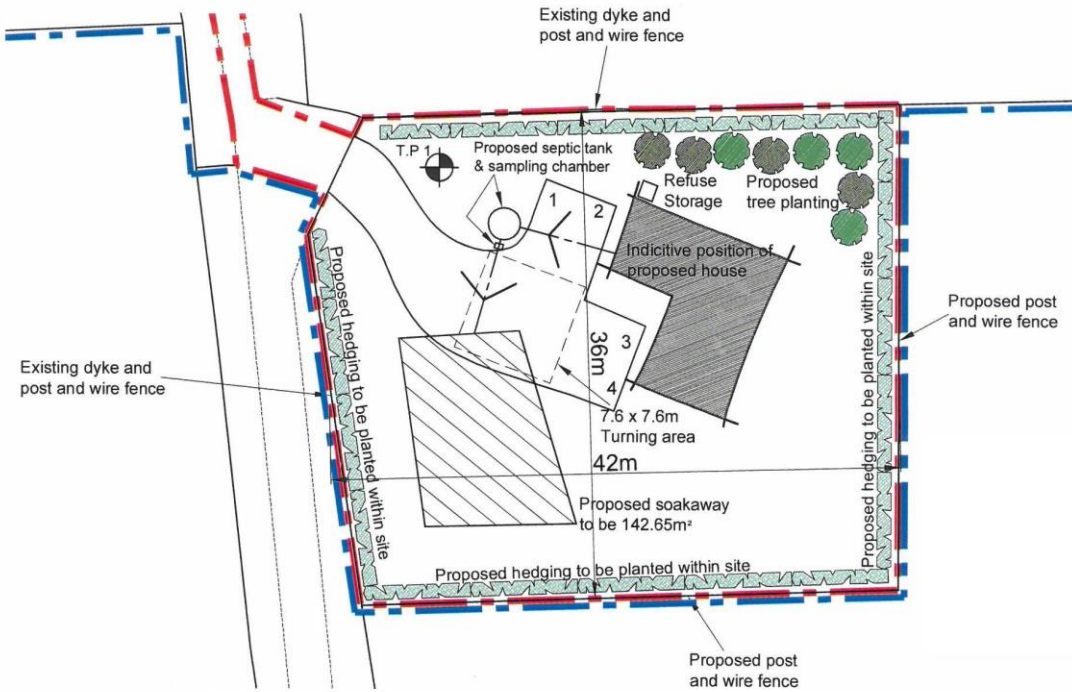 Existing dyke and
post and wire fence
T.P 1
Proposed septic tank
& sampling chamber
1
2
Refuse
Storage
Proposed
tree planting
Indicitive position of
proposed house
Proposed hedging to be planted within site
Proposed hedging to be planted within site
Proposed post
and wire fence
Existing dyke and
post and wire fence
36m
3
4
7.6 x 7.6m
Turning area
42m
Proposed soakaway
to be 142.65m²
Proposed hedging to be planted within site
Proposed post
and wire fence